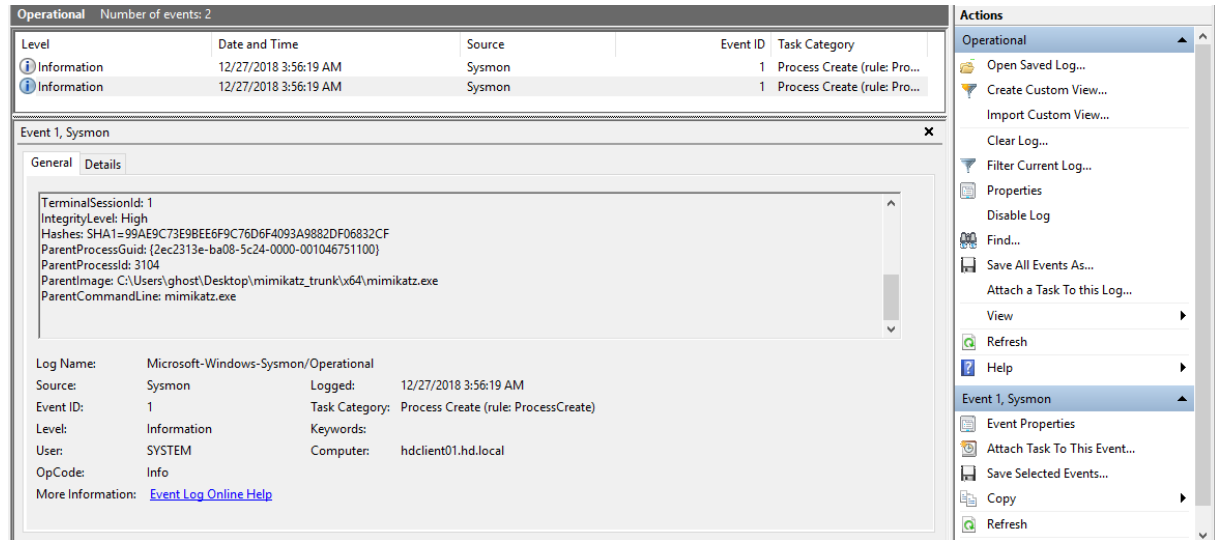 Operational Number of events: 2
Level Date and Time Source Event ID Task Category
Information 12/27/2018 3:56:19 AM Sysmon 1 Process Create (rule: Pro...
Information 12/27/2018 3:56:19 AM Sysmon 1 Process Create (rule: Pro...
Event 1, Sysmon
General Details
TerminalSessionId: 1
IntegrityLevel: High
Hashes: SHA1=99AE9C73E9BEE6F9C76D6F4093A9882DF06832CF
ParentProcessGuid: {2ec2313e-ba08-5c24-0000-001046751100}
ParentProcessId: 3104
ParentImage: C:\Users\ghost\Desktop\mimikatz_trunk\x64\mimikatz.exe
ParentCommandLine: mimikatz.exe
Log Name: Microsoft-Windows-Sysmon/Operational
Source: Sysmon Logged: 12/27/2018 3:56:19 AM
Event ID: 1 Task Category: Process Create (rule: ProcessCreate)
Level: Information Keywords:
User: SYSTEM Computer: hdclient01.hd.local
OpCode: Info
More Information: Event Log Online Help
Actions
Operational
Open Saved Log...
Create Custom View...
Import Custom View...
Clear Log...
Filter Current Log...
Properties
Disable Log
Find...
Save All Events As...
Attach a Task To this Log...
View
Refresh
Help
Event 1, Sysmon
Event Properties
Attach Task To This Event...
Save Selected Events...
Copy
Refresh